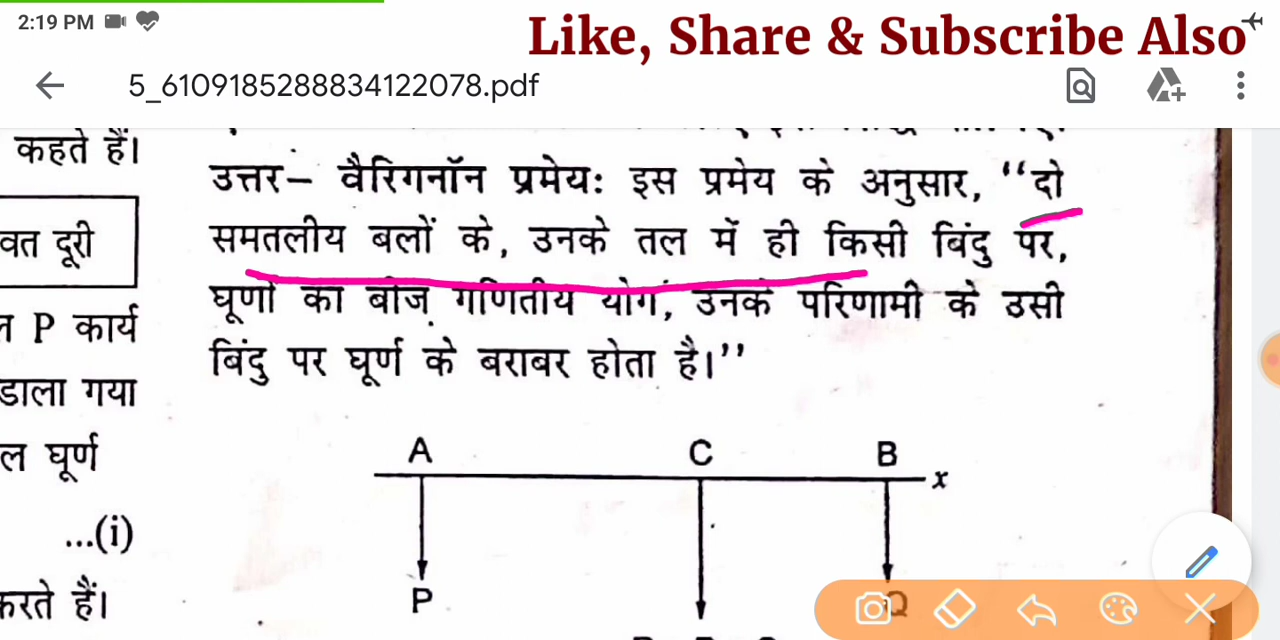 2:19 PM
Like, Share & Subscribe Also
5_6109185288834122078.pdf
कहते हैं।
वत दूरी
P कार्य
डाला गया
ल घूर्ण
...(i)
करते हैं।
उत्तर– वैरिगनॉन प्रमेय: इस प्रमेय के अनुसार, ‘‘दो
समतलीय बलों के, उनके तल में ही किसी बिंदु पर,
घूर्णों का बीज गणितीय योग, उनके परिणामी के उसी
बिंदु पर घूर्ण के बराबर होता है।’’
A C B
x
P Q